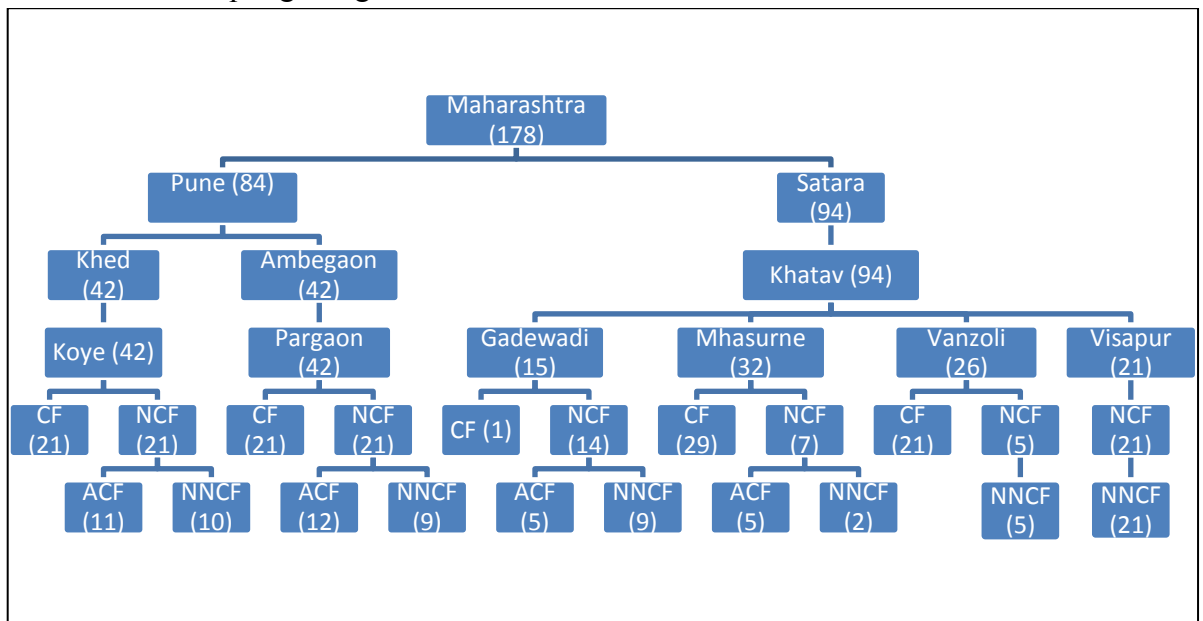 Maharashtra
(178)
Pune (84)
Satara
(94)
Khed
(42)
Ambegaon
(42)
Khatav (94)
Koye (42)
Pargaon
(42)
Gadewadi
(15)
Mhasurne
(32)
Vanzoli
(26)
Visapur
(21)
CF
(21)
NCF
(21)
CF
(21)
NCF
(21)
CF (1)
NCF
(14)
CF
(29)
NCF
(7)
CF
(21)
NCF
(5)
NCF
(21)
ACF
(11)
NNCF
(10)
ACF
(12)
NNCF
(9)
ACF
(5)
NNCF
(9)
ACF
(5)
NNCF
(2)
NNCF
(5)
NNCF
(21)